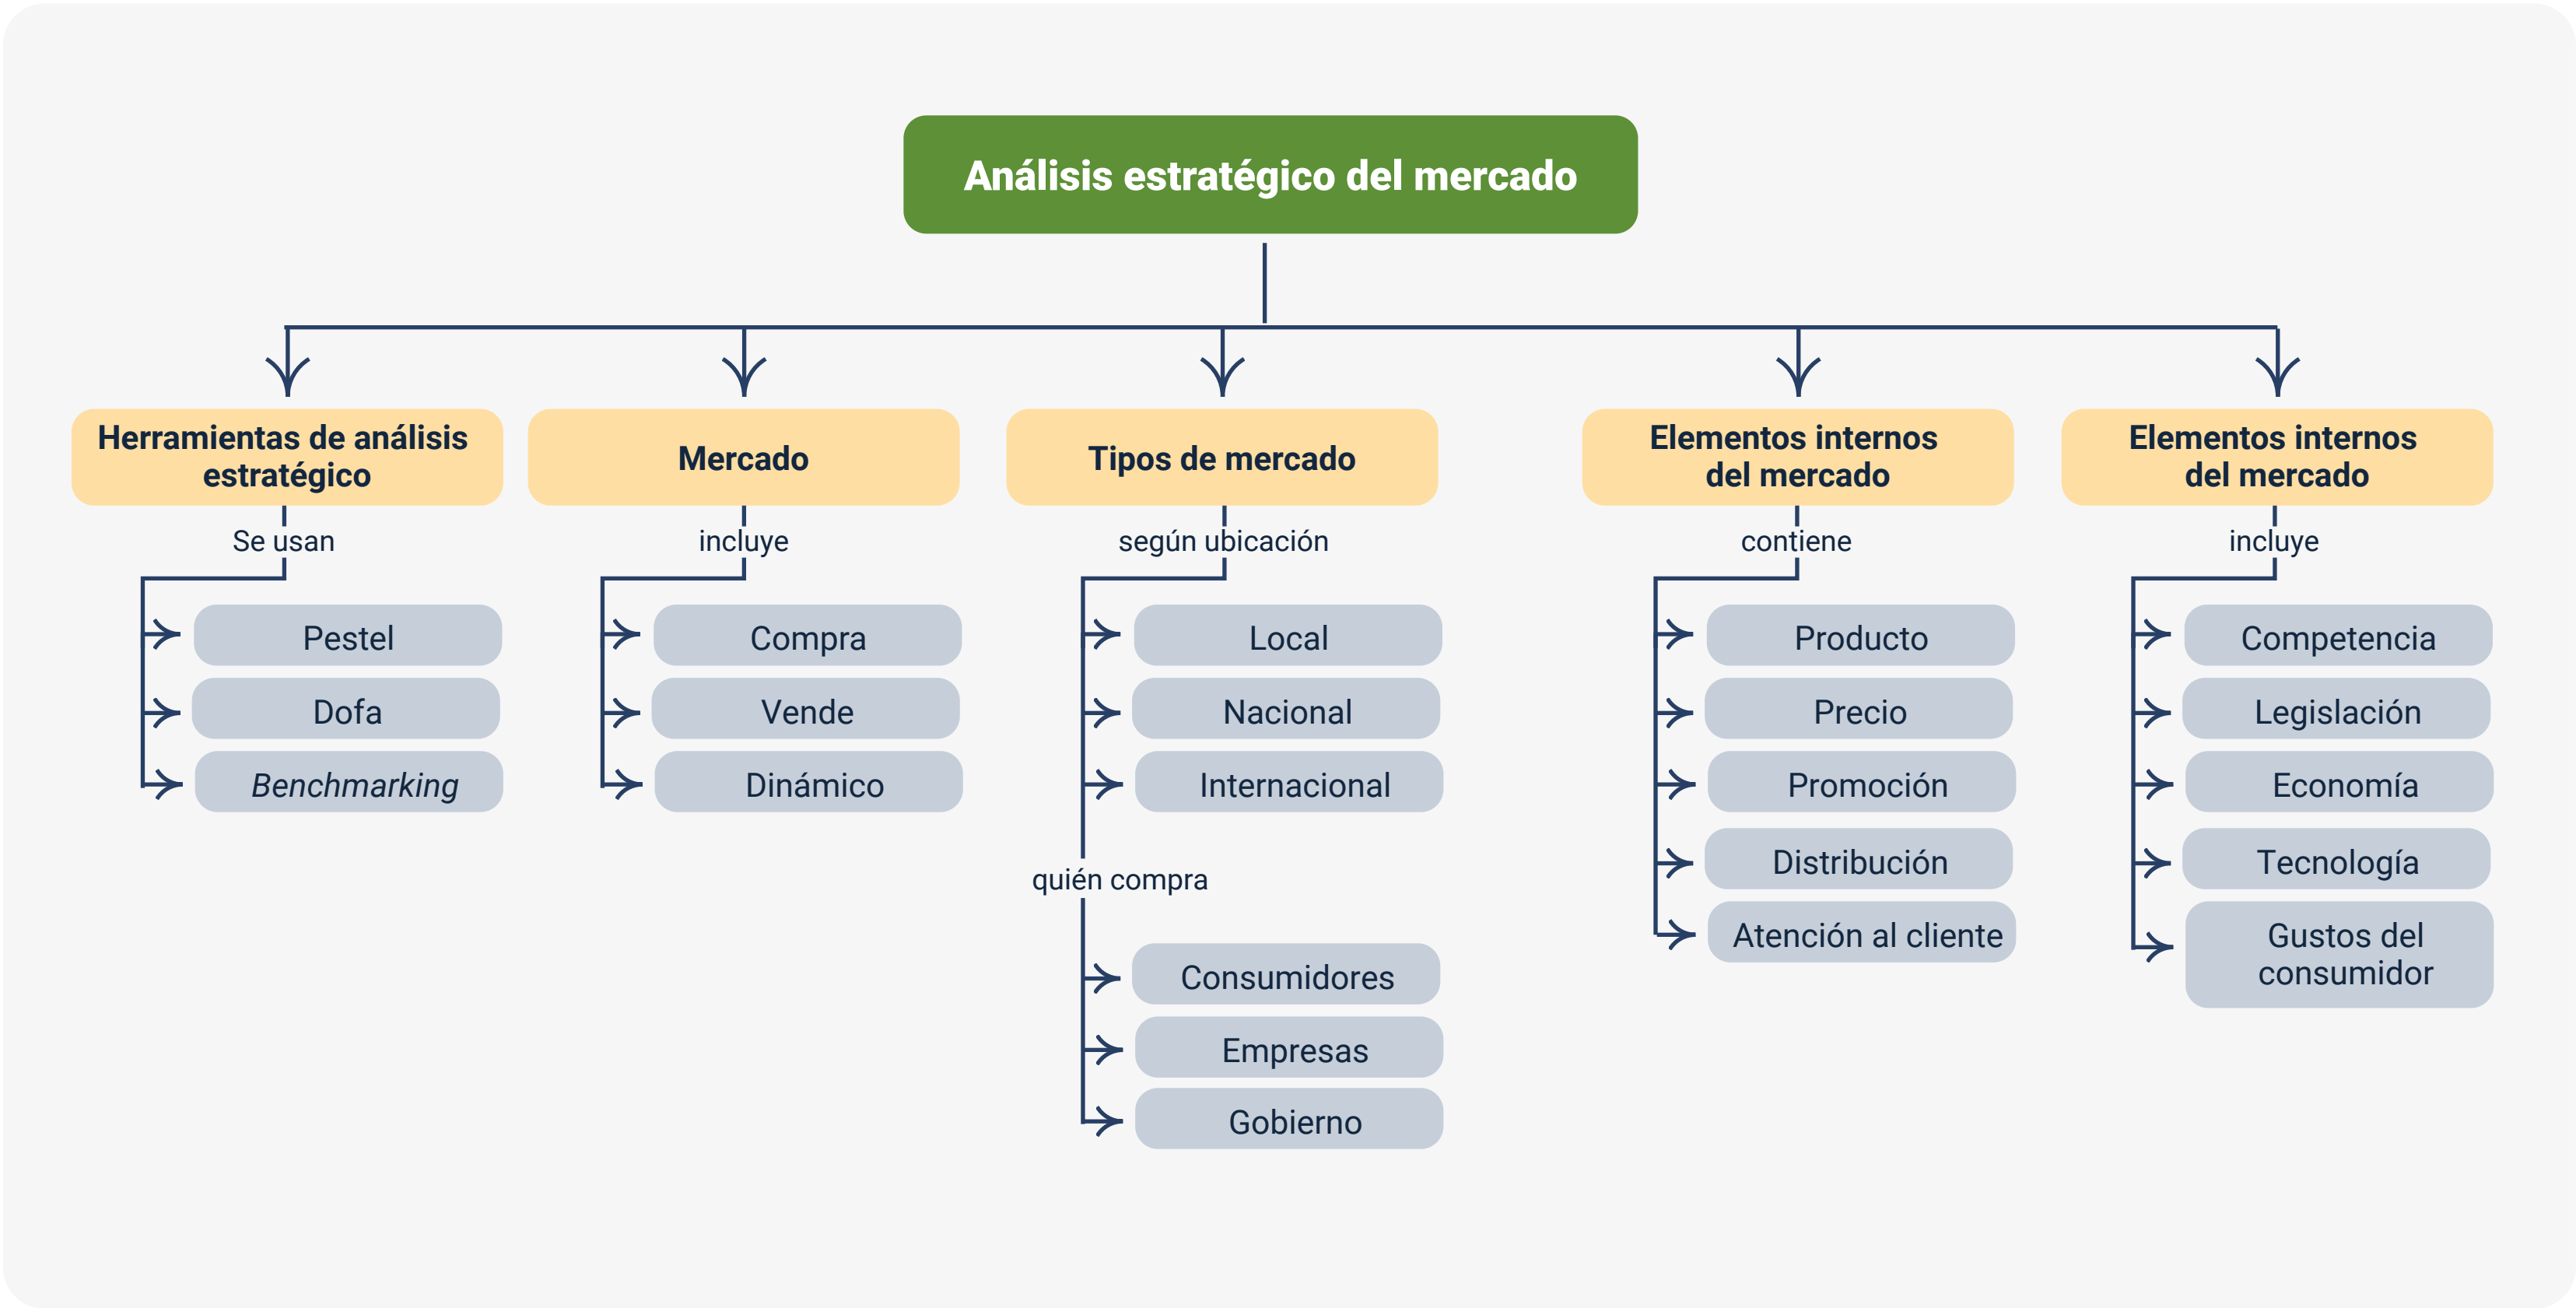 Análisis estratégico del mercado
Herramientas de análisis
estratégico
Se usan
Pestel
Dofa
Benchmarking
Mercado
incluye
Compra
Vende
Dinámico
Tipos de mercado
según ubicación
Local
Nacional
Internacional
quién compra
Consumidores
Empresas
Gobierno
Elementos internos
del mercado
contiene
Producto
Precio
Promoción
Distribución
Atención al cliente
Elementos internos
del mercado
incluye
Competencia
Legislación
Economía
Tecnología
Gustos del
consumidor